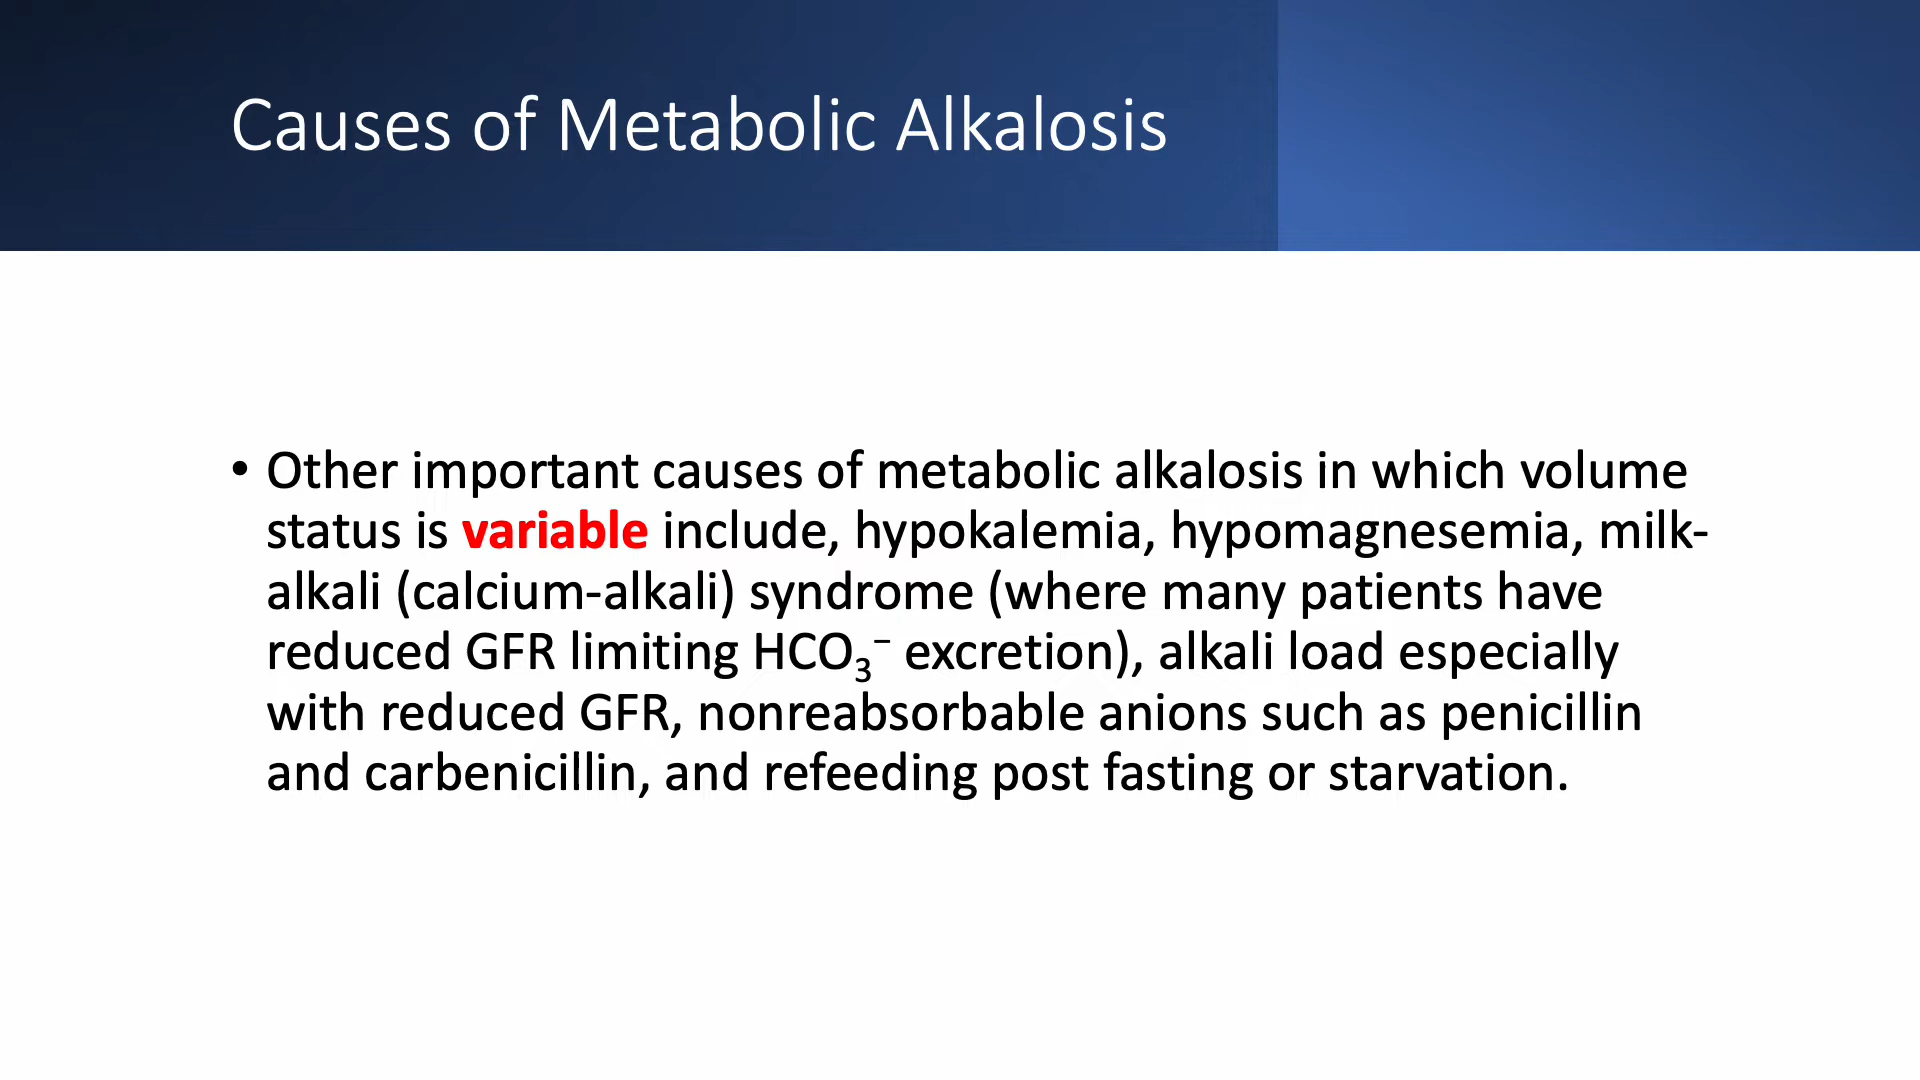 Causes of Metabolic Alkalosis
• Other important causes of metabolic alkalosis in which volume
status is variable include, hypokalemia, hypomagnesemia, milk-
alkali (calcium-alkali) syndrome (where many patients have
reduced GFR limiting HCO₃⁻ excretion), alkali load especially
with reduced GFR, nonreabsorbable anions such as penicillin
and carbenicillin, and refeeding post fasting or starvation.